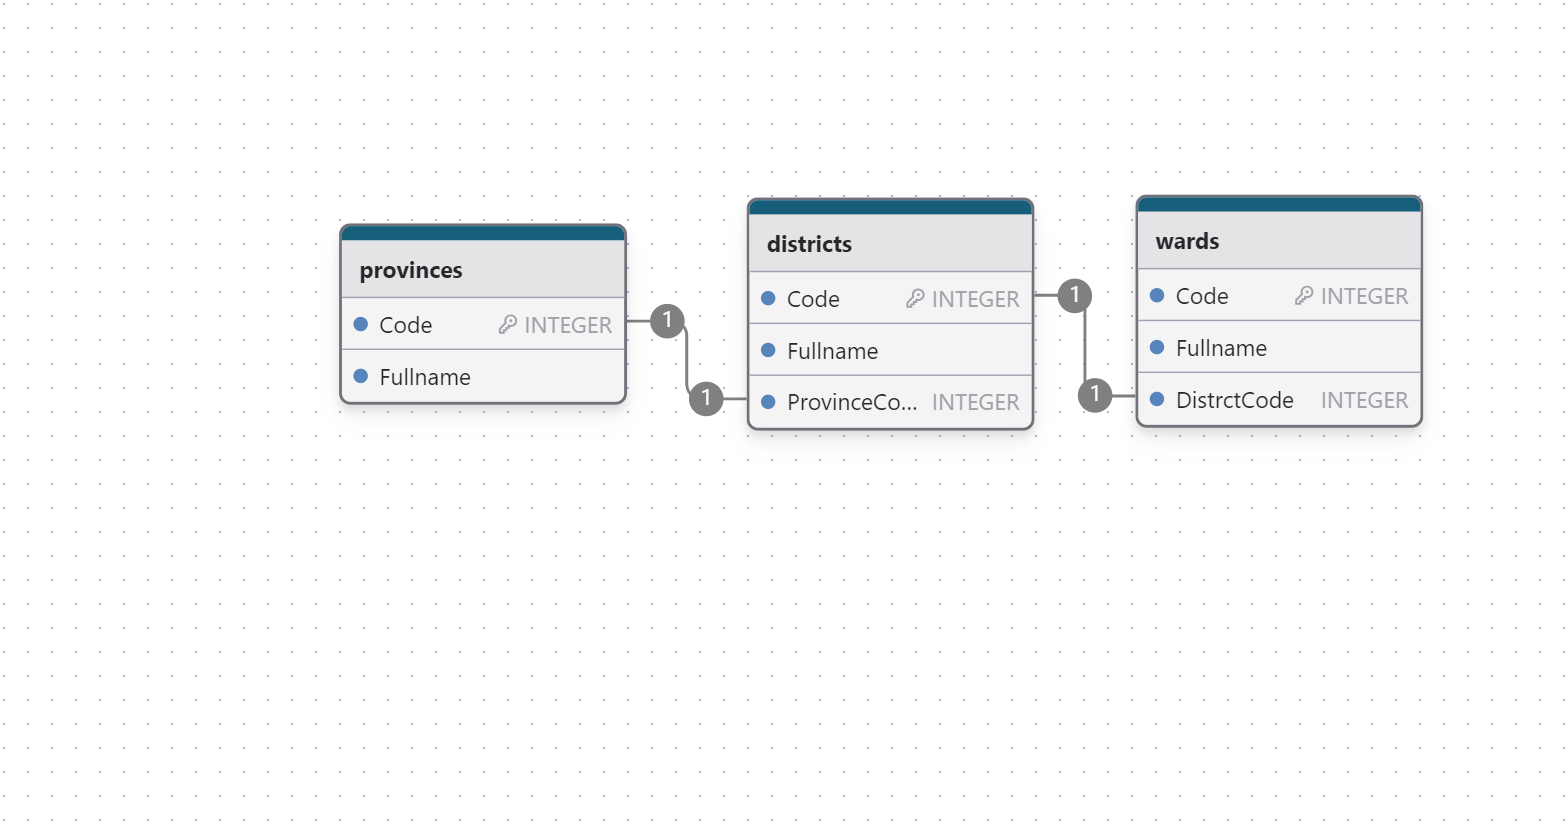 provinces
Code INTEGER
Fullname
1
1
districts
Code INTEGER
Fullname
ProvinceCo... INTEGER
1
1
wards
Code INTEGER
Fullname
DistrctCode INTEGER